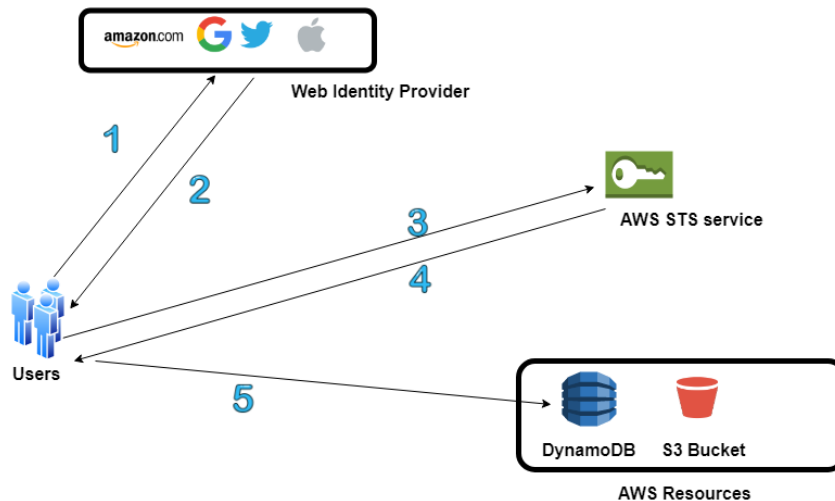 amazon.com
Web Identity Provider
1
2
3
AWS STS service
4
Users
5
DynamoDB
S3 Bucket
AWS Resources